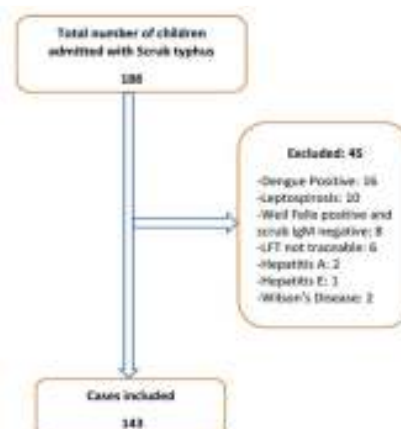 Total number of children
admitted with Scrub typhus
188
Excluded: 45
-Dengue Positive: 16
-Leptospirosis: 10
-Weil Felix positive and
scrub IgM negative: 8
-LFT not traceable: 6
-Hepatitis A: 2
-Hepatitis E: 1
-Wilson's Disease: 2
Cases included
143